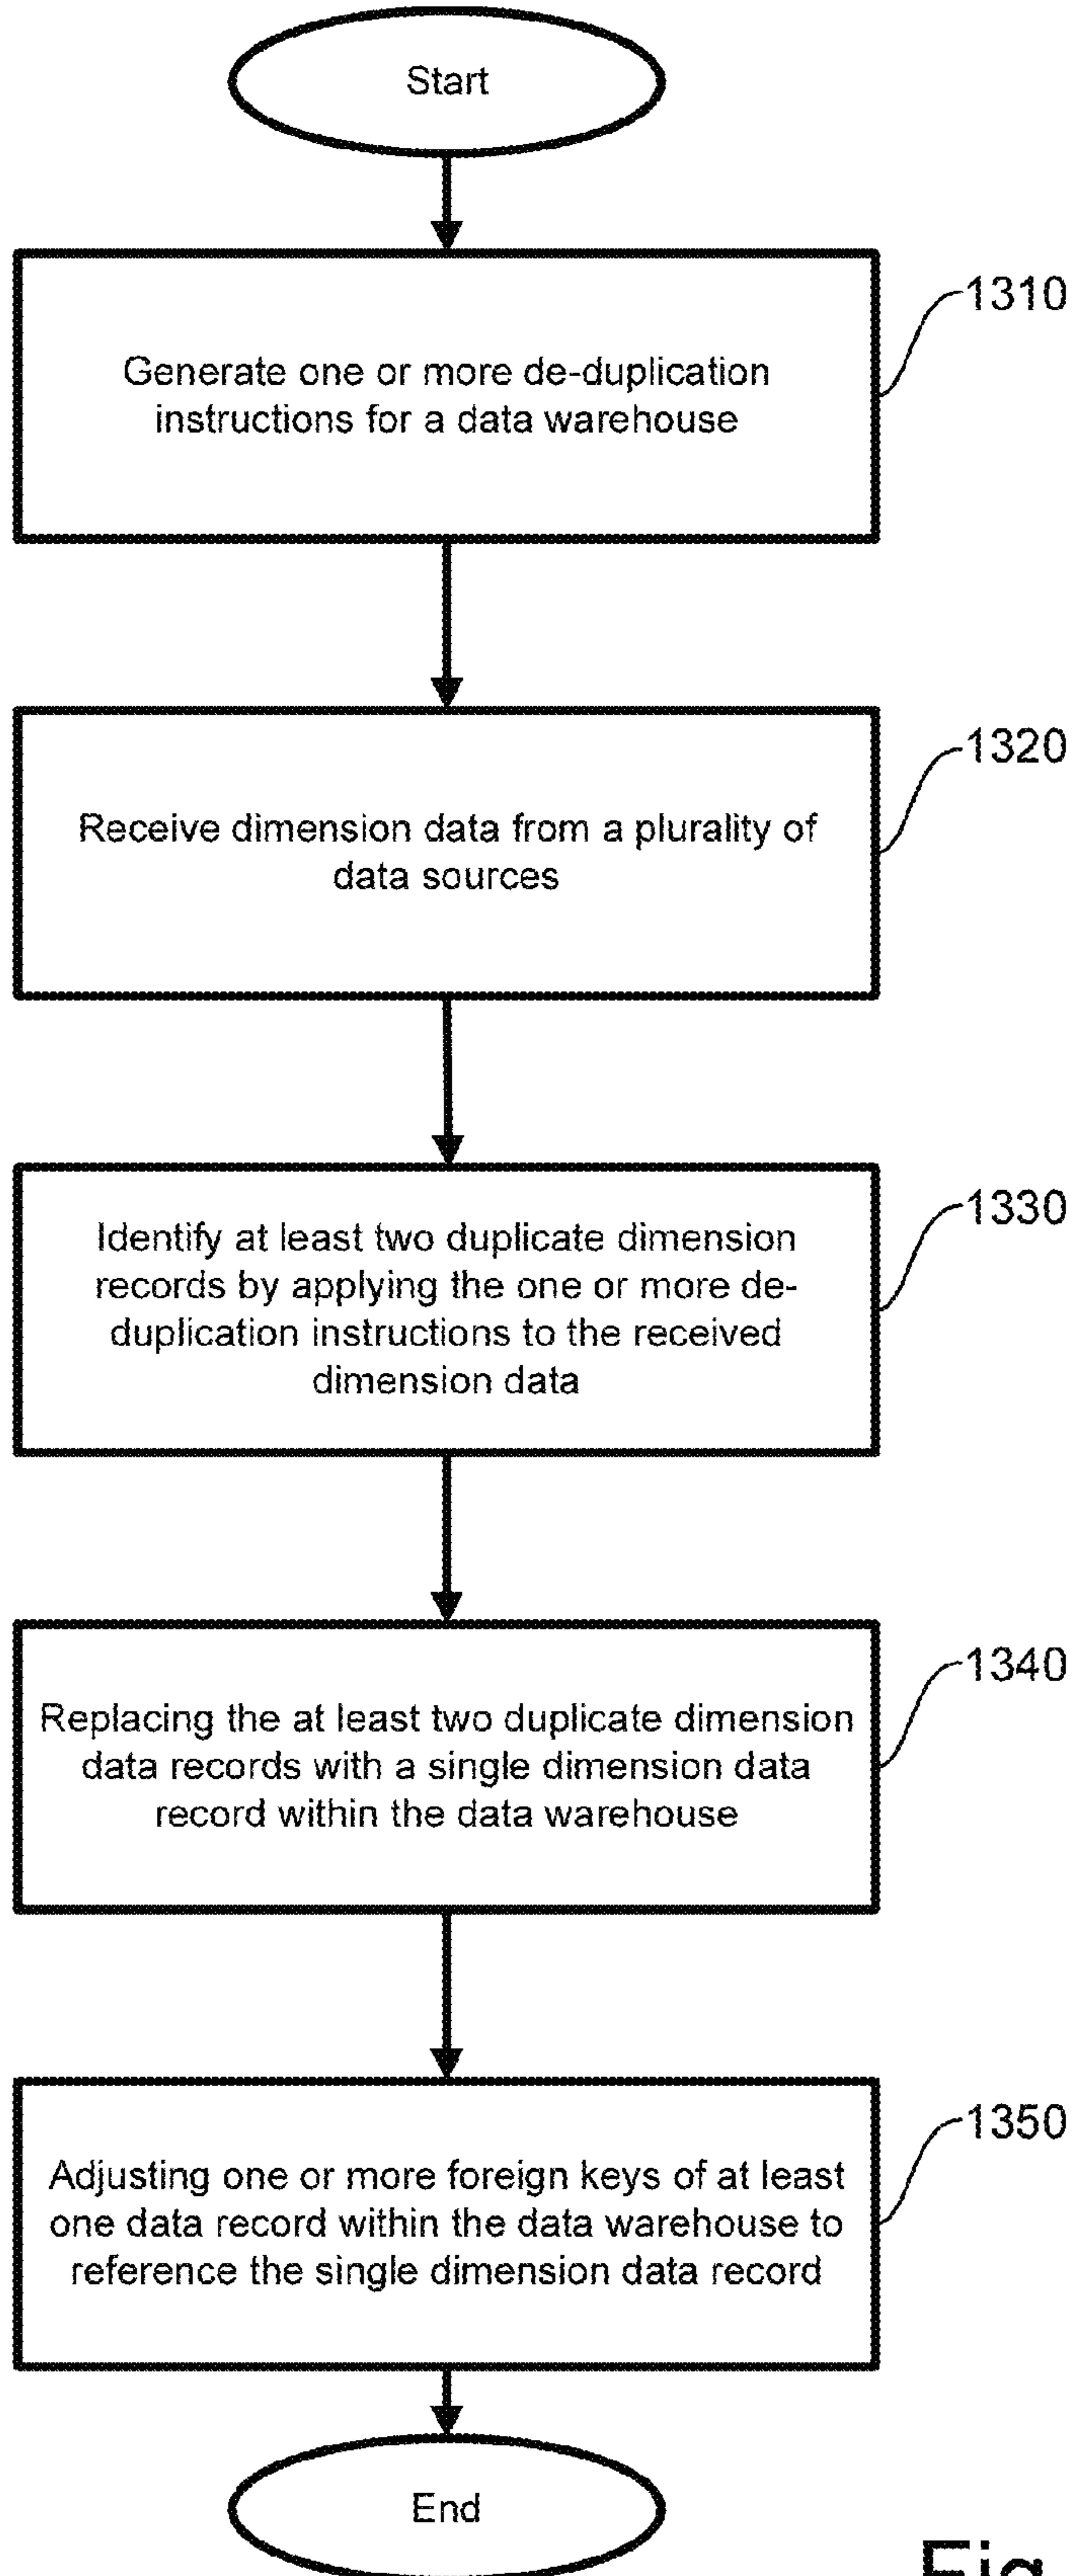 Start
1310
Generate one or more de-duplication
instructions for a data warehouse
1320
Receive dimension data from a plurality of
data sources
1330
Identify at least two duplicate dimension
records by applying the one or more de-
duplication instructions to the received
dimension data
1340
Replacing the at least two duplicate dimension
data records with a single dimension data
record within the data warehouse
1350
Adjusting one or more foreign keys of at least
one data record within the data warehouse to
reference the single dimension data record
End
Fig